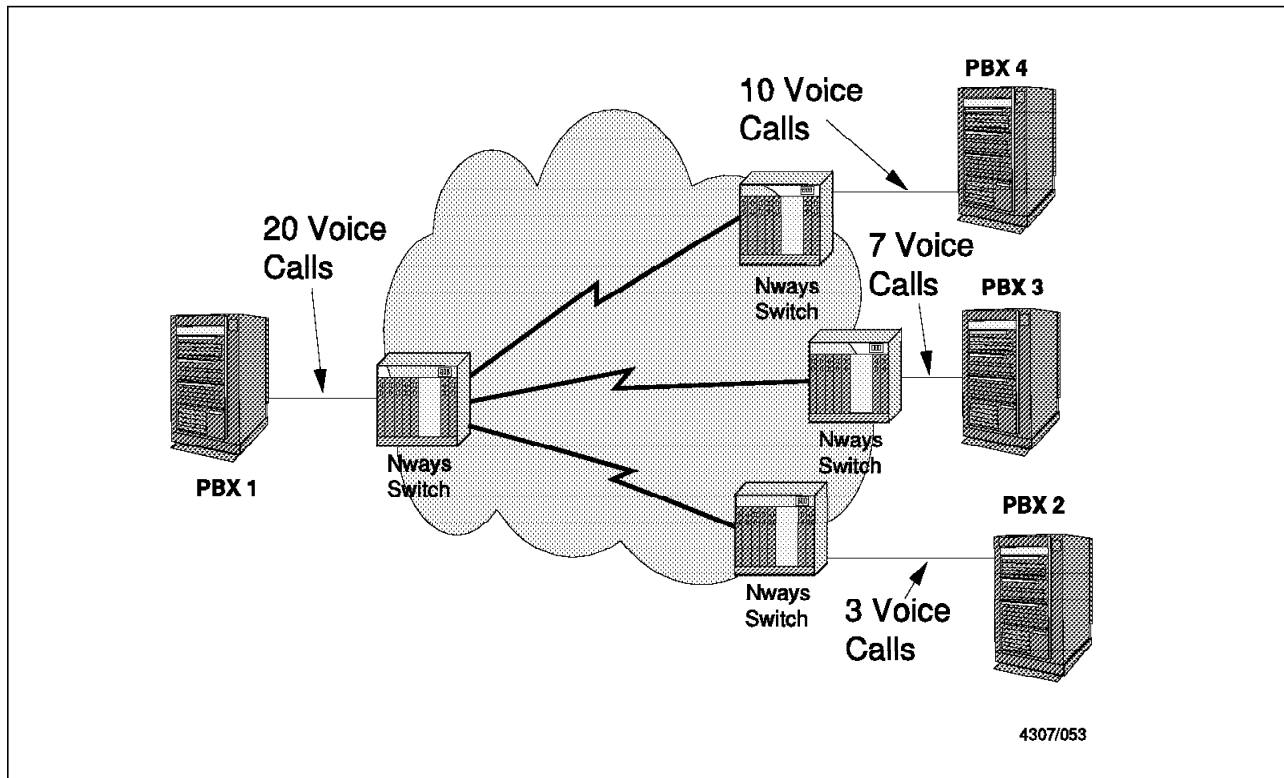 PBX 4
10 Voice
Calls
20 Voice
Calls
7 Voice
Calls
Nways
Switch
PBX 3
Nways
Switch
PBX 1
Nways
Switch
PBX 2
Nways
Switch
3 Voice
Calls
4307/053